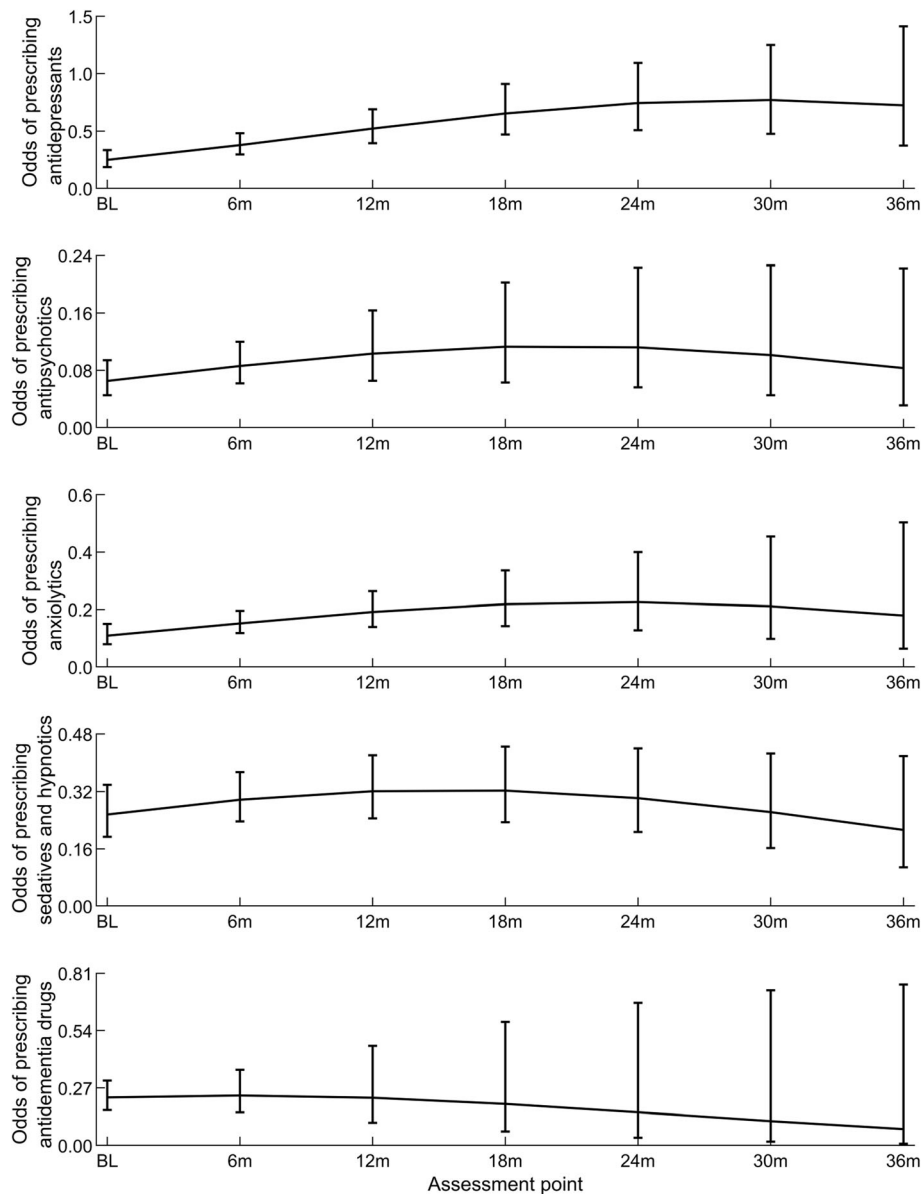 Odds of prescribing
antidepressants
1.5
1.0
0.5
0.0
BL 6m 12m 18m 24m 30m 36m
Odds of prescribing
antipsychotics
0.24
0.16
0.08
0.00
BL 6m 12m 18m 24m 30m 36m
Odds of prescribing
anxiolytics
0.6
0.4
0.2
0.0
BL 6m 12m 18m 24m 30m 36m
Odds of prescribing
sedatives and hypnotics
0.48
0.32
0.16
0.00
BL 6m 12m 18m 24m 30m 36m
Odds of prescribing
antidementia drugs
0.81
0.54
0.27
0.00
BL 6m 12m 18m 24m 30m 36m
Assessment point